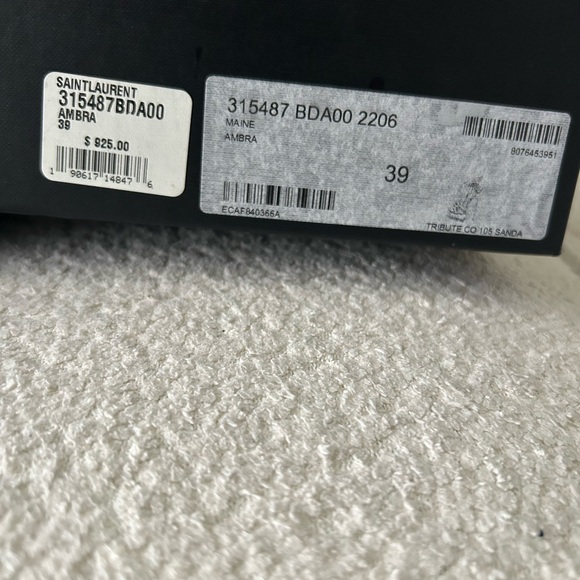 SAINTLAURENT
315487BDA00
AMBRA
39
$ 925.00
1 90617 14847 6
315487 BDA00 2206
MAINE
AMBRA
8076453951
39
ECAF840366A
TRIBUTE CO 105 SANDA